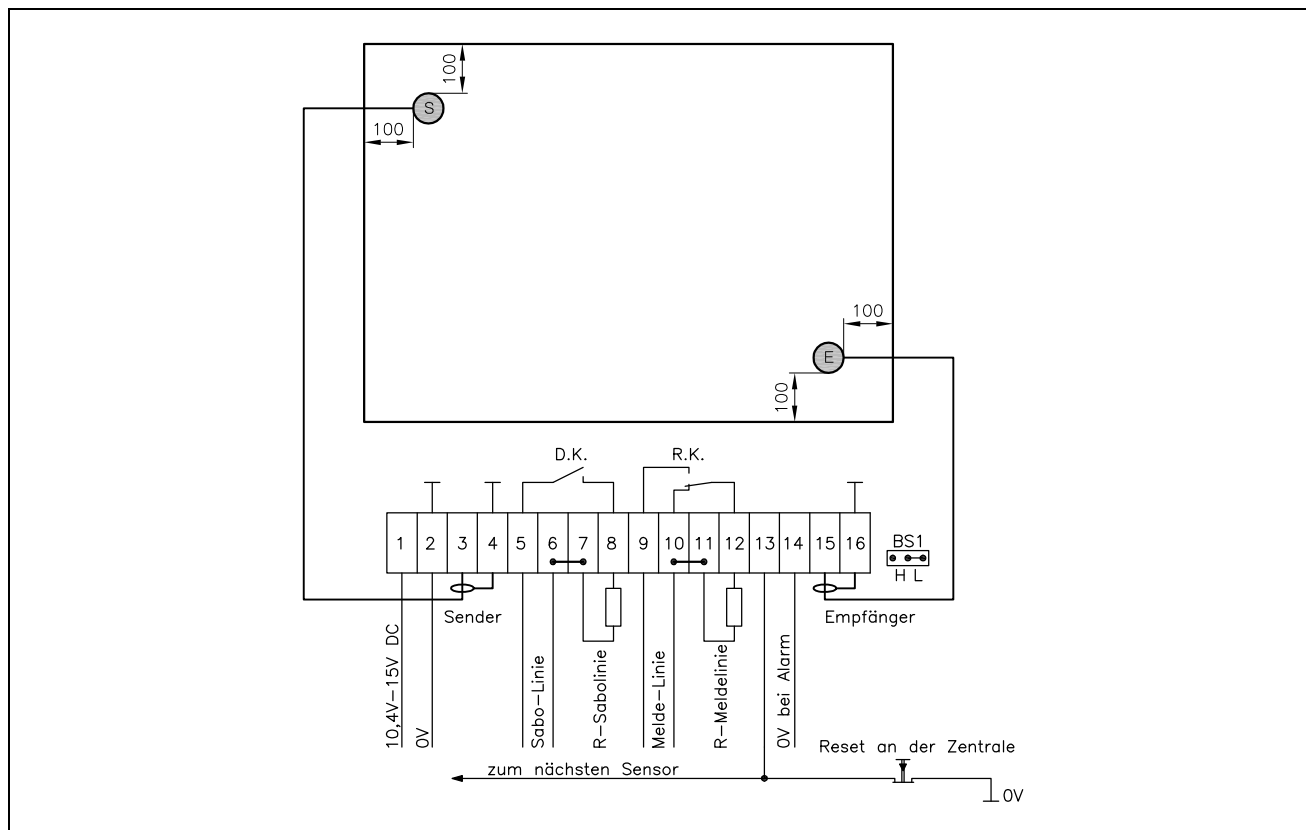 100
S
100
100
E
100
D.K.
R.K.
1 2 3 4 5 6 7 8 9 10 11 12 13 14 15 16
BS1
H L
Sender
Empfänger
10,4V-15V DC
0V
Sabo-Linie
R-Sabolinie
Melde-Linie
R-Meldelinie
0V bei Alarm
Reset an der Zentrale
zum nächsten Sensor
0V